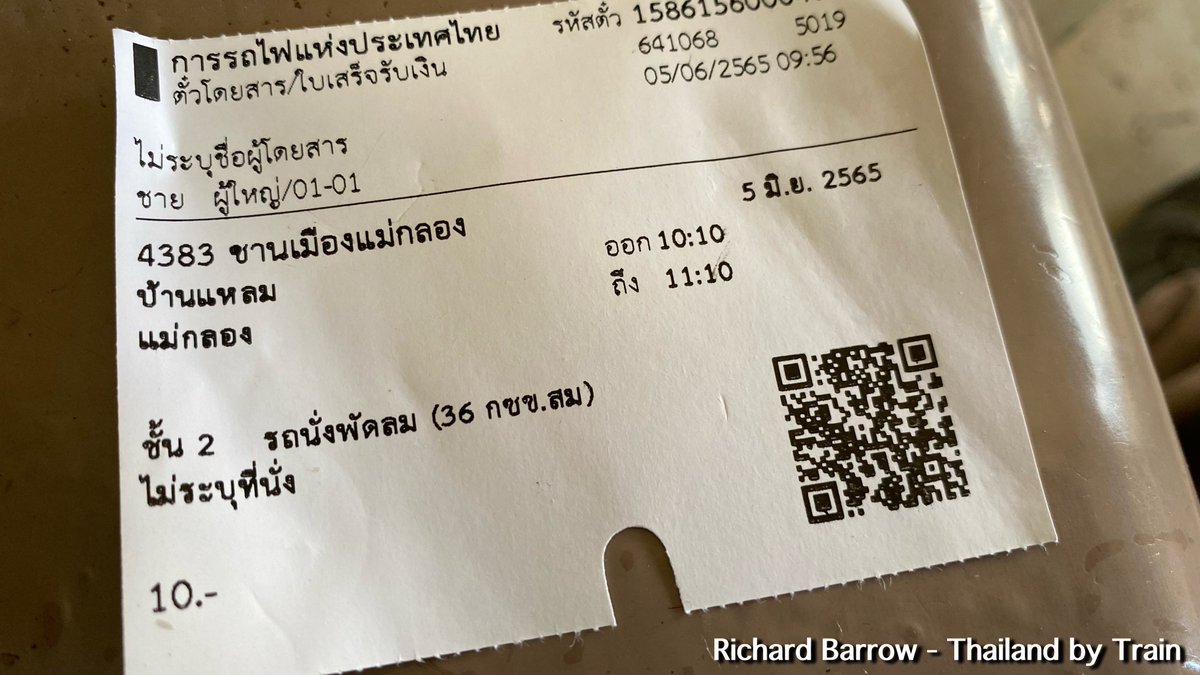 การรถไฟแห่งประเทศไทย
ตั๋วโดยสาร/ใบเสร็จรับเงิน
รหัสตั๋ว
641068 5019
05/06/2565 09:56
ไม่ระบุชื่อผู้โดยสาร
ชาย ผู้ใหญ่/01-01
5 มิ.ย. 2565
4383 ชานเมืองแม่กลอง
ออก 10:10
บ้านแหลม
ถึง 11:10
แม่กลอง
ชั้น 2 รถนั่งพัดลม (36 กซข.สม)
ไม่ระบุที่นั่ง
10.-
Richard Barrow - Thailand by Train